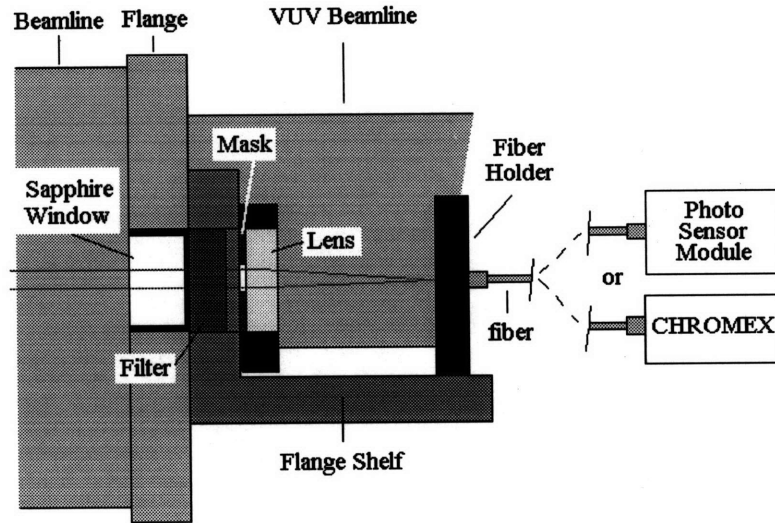 Beamline
Flange
VUV Beamline
Mask
Fiber
Holder
Sapphire
Window
Lens
Photo
Sensor
Module
or
fiber
CHROMEX
Filter
Flange Shelf